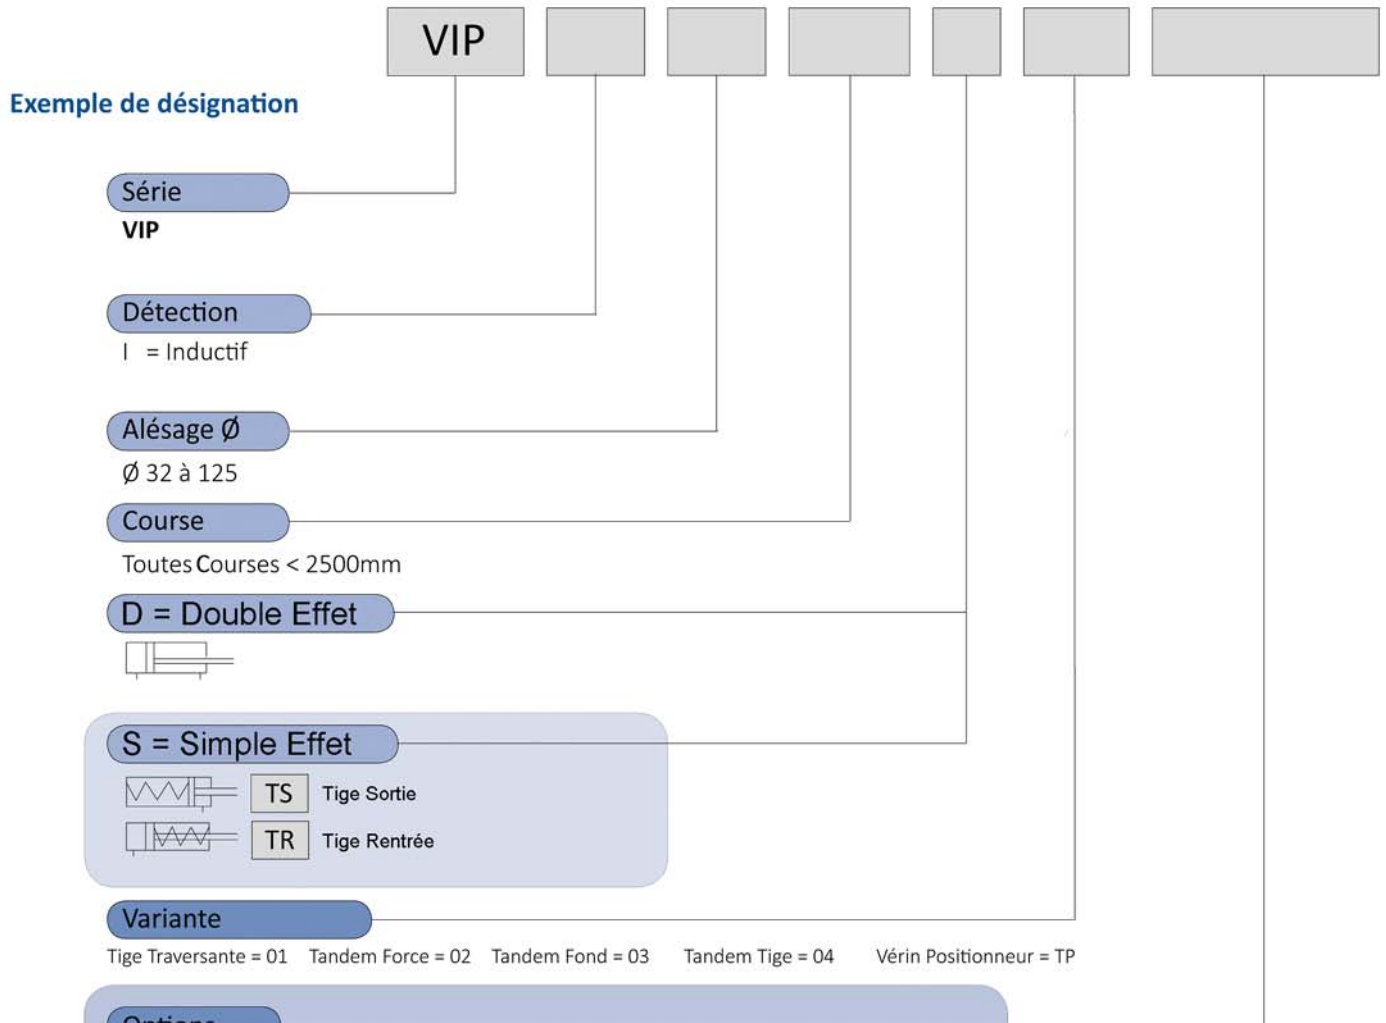 VIP
Exemple de désignation
Série
VIP
Détection
I = Inductif
Alésage Ø
Ø 32 à 125
Course
Toutes Courses < 2500mm
D = Double Effet
S = Simple Effet
TS Tige Sortie
TR Tige Rentrée
Variante
Tige Traversante = 01 Tandem Force = 02 Tandem Fond = 03 Tandem Tige = 04 Vérin Positionneur = TP
Options